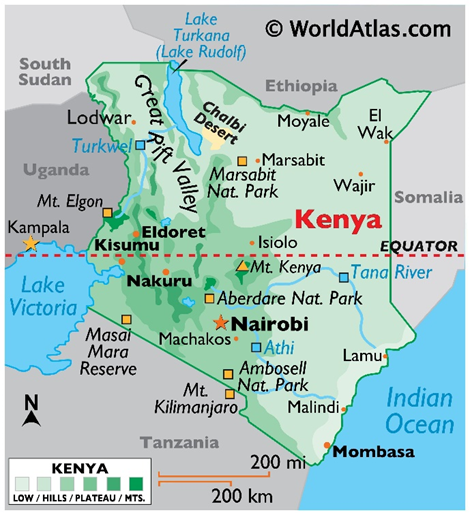 © WorldAtlas.com
Lake
Turkana
(Lake Rudolf)
South
Sudan
Ethiopia
Great Rift Valley
Chalbi
Desert
Lodwar
Moyale
El
Wak
Turkwel
Marsabit
Marsabit
Nat. Park
Uganda
Wajir
Mt. Elgon
Somalia
Kampala
Eldoret
Kenya
Kisumu
Isiolo
EQUATOR
Mt. Kenya
Tana River
Nakuru
Lake
Victoria
Aberdare Nat. Park
Nairobi
Masai
Mara
Reserve
Machakos
Athi
Lamu
Ambosell
Nat. Park
Mt.
Kilimanjaro
Indian
Ocean
Malindi
N
Tanzania
Mombasa
KENYA
LOW / HILLS / PLATEAU / MTS.
200 mi
200 km